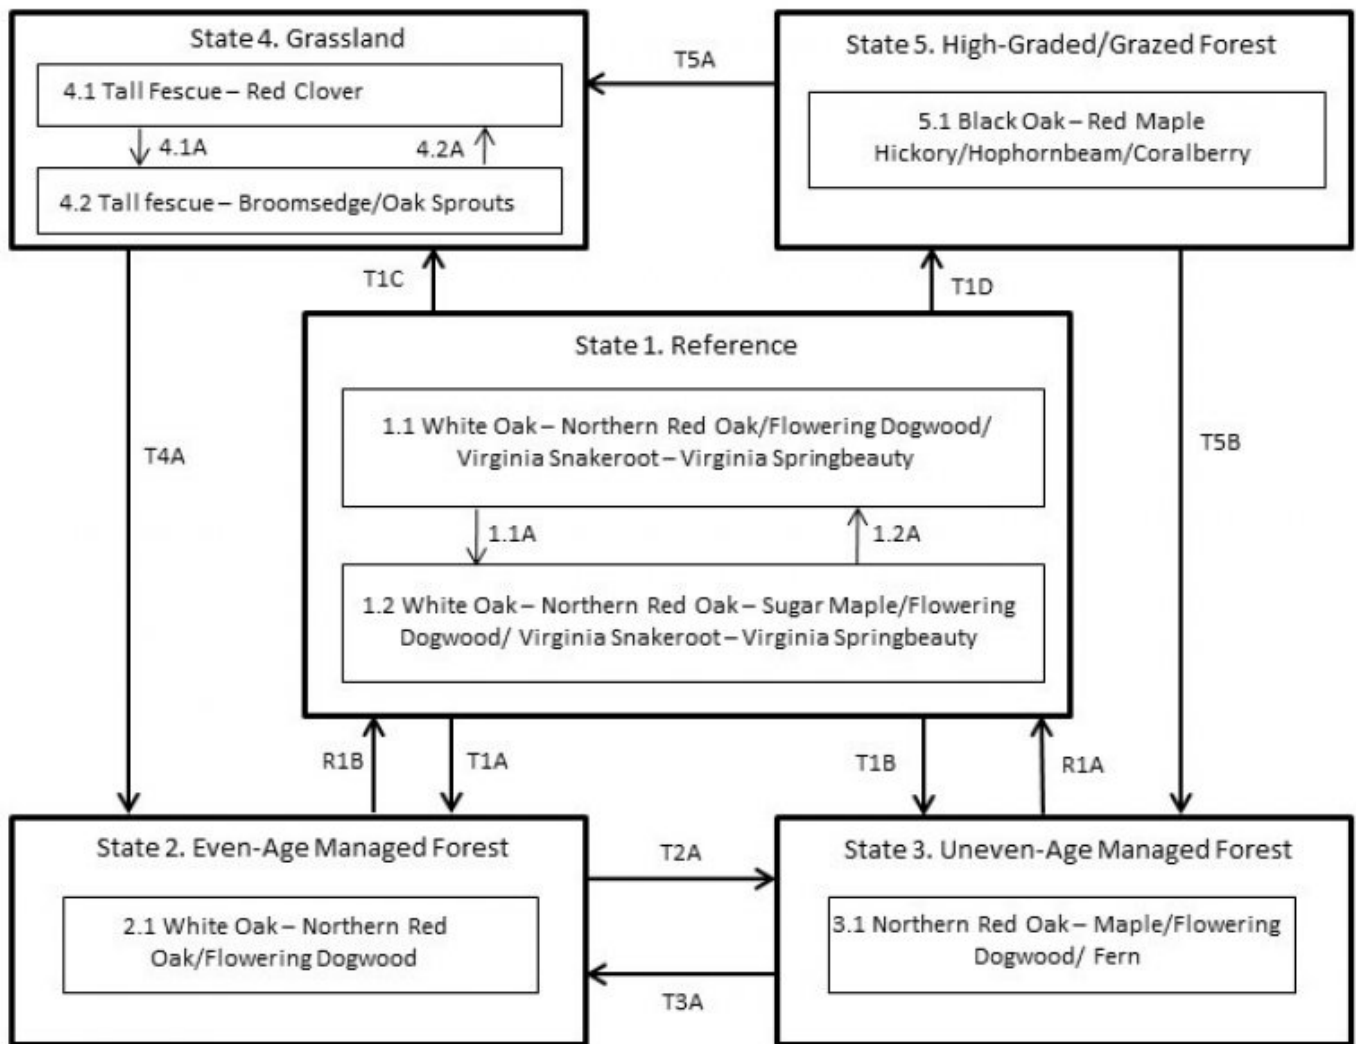 State 4. Grassland
4.1 Tall Fescue – Red Clover
4.1A
4.2A
4.2 Tall fescue – Broomsedge/Oak Sprouts
T5A
State 5. High-Graded/Grazed Forest
5.1 Black Oak – Red Maple
Hickory/Hophornbeam/Coralberry
T1C
T1D
State 1. Reference
1.1 White Oak – Northern Red Oak/Flowering Dogwood/
Virginia Snakeroot – Virginia Springbeauty
1.1A
1.2A
1.2 White Oak – Northern Red Oak – Sugar Maple/Flowering
Dogwood/ Virginia Snakeroot – Virginia Springbeauty
T4A
T5B
R1B
T1A
T1B
R1A
State 2. Even-Age Managed Forest
2.1 White Oak – Northern Red
Oak/Flowering Dogwood
T2A
T3A
State 3. Uneven-Age Managed Forest
3.1 Northern Red Oak – Maple/Flowering
Dogwood/ Fern